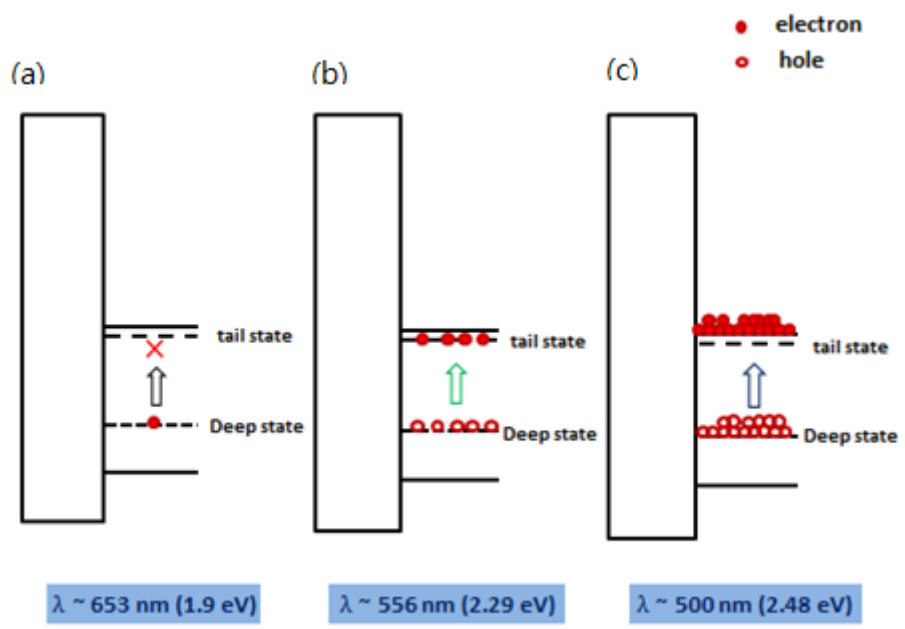 electron
hole
(a)
(b)
(c)
tail state
Deep state
tail state
Deep state
tail state
Deep state
λ ~ 653 nm (1.9 eV)
λ ~ 556 nm (2.29 eV)
λ ~ 500 nm (2.48 eV)